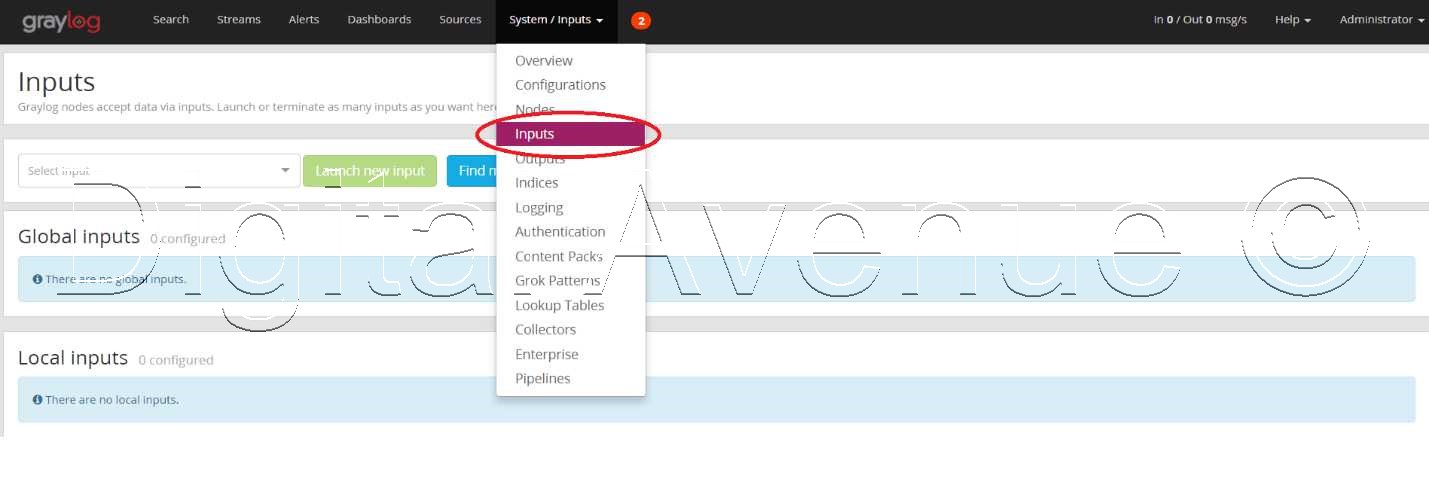 graylog Search Streams Alerts Dashboards Sources System / Inputs 2 In 0 / Out 0 msg/s Help Administrator
Inputs
Graylog nodes accept data via inputs. Launch or terminate as many inputs as you want here
Select input Launch new input Find
Global inputs 0 configured
There are no global inputs.
Local inputs 0 configured
There are no local inputs.
Overview
Configurations
Nodes
Inputs
Outputs
Indices
Logging
Authentication
Content Packs
Grok Patterns
Lookup Tables
Collectors
Enterprise
Pipelines
Digital Avenue ©